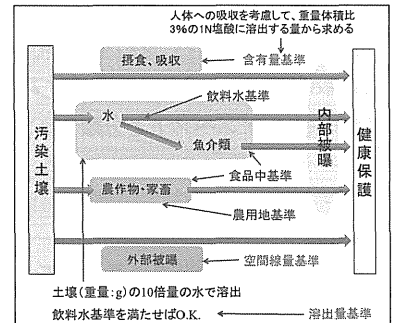 人体への吸収を考慮して、重量体積比
3%の1N塩酸に溶出する量から求める
摂食、吸収
含有量基準
飲料水基準
水
魚介類
食品中基準
農作物・家畜
農用地基準
外部被曝
空間線量基準
汚染土壌
内部被曝
健康保護
土壌(重量:g)の10倍量の水で溶出
飲料水基準を満たせばO.K.
溶出量基準